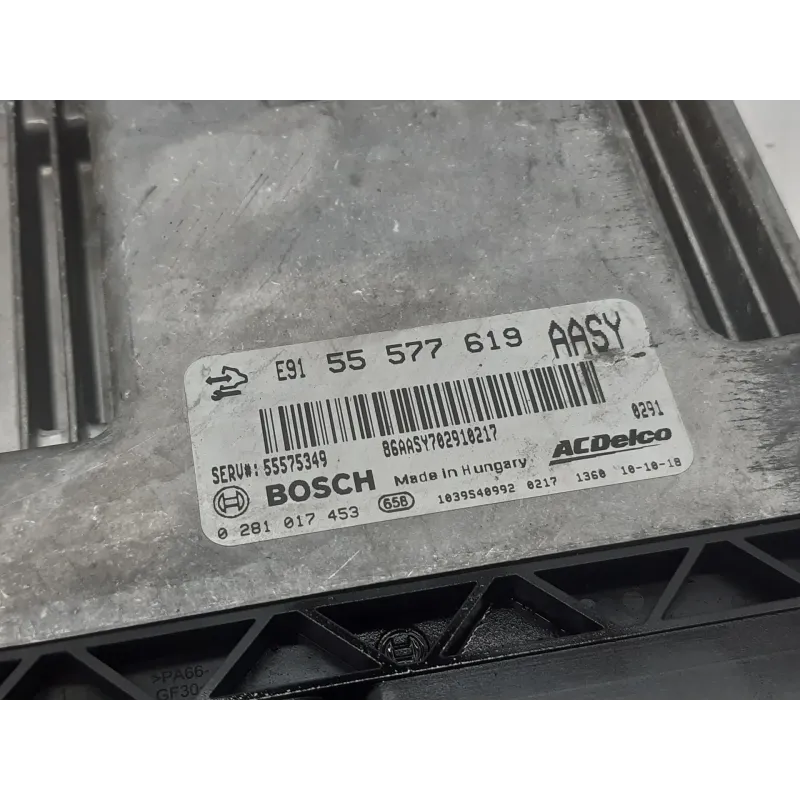 E91 55 577 619 AASY
86AASY702910217 0291
SERV#: 55575349
BOSCH Made in Hungary ACDelco
0 281 017 453 65B 1039S40992 0217 1360 10-10-18
>PA66-
GF30